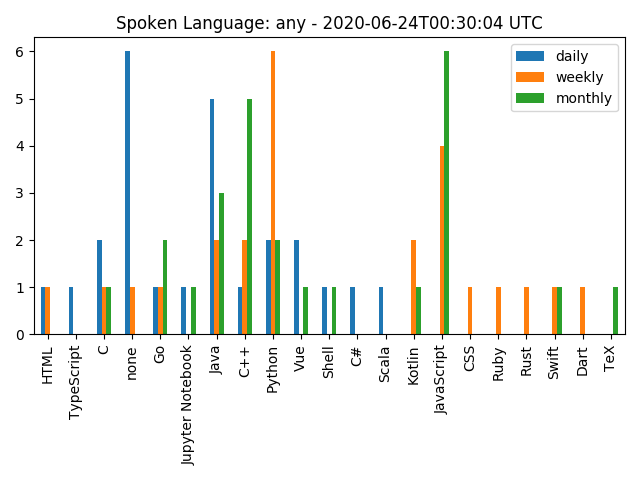 Spoken Language: any - 2020-06-24T00:30:04 UTC
daily
weekly
monthly
6
5
4
3
2
1
0
HTML
TypeScript
C
none
Go
Jupyter Notebook
Java
C++
Python
Vue
Shell
C#
Scala
Kotlin
JavaScript
CSS
Ruby
Rust
Swift
Dart
TeX